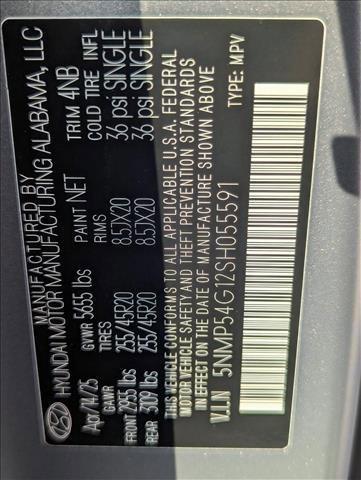 MANUFACTURED BY
HYUNDAI MOTOR MANUFACTURING ALABAMA, LLC
Apr/14/25 GVWR 5655 lbs PAINT NET TRIM 4NB
GAWR TIRES RIMS COLD TIRE INFL
FRONT 2955 lbs 255/45R20 8.5JX20 36 psi SINGLE
REAR 3019 lbs 255/45R20 8.5JX20 36 psi SINGLE
THIS VEHICLE CONFORMS TO ALL APPLICABLE U.S.A. FEDERAL
MOTOR VEHICLE SAFETY AND THEFT PREVENTION STANDARDS
IN EFFECT ON THE DATE OF MANUFACTURE SHOWN ABOVE.
V.I.N 5NMP54G12SH055591 TYPE: MPV